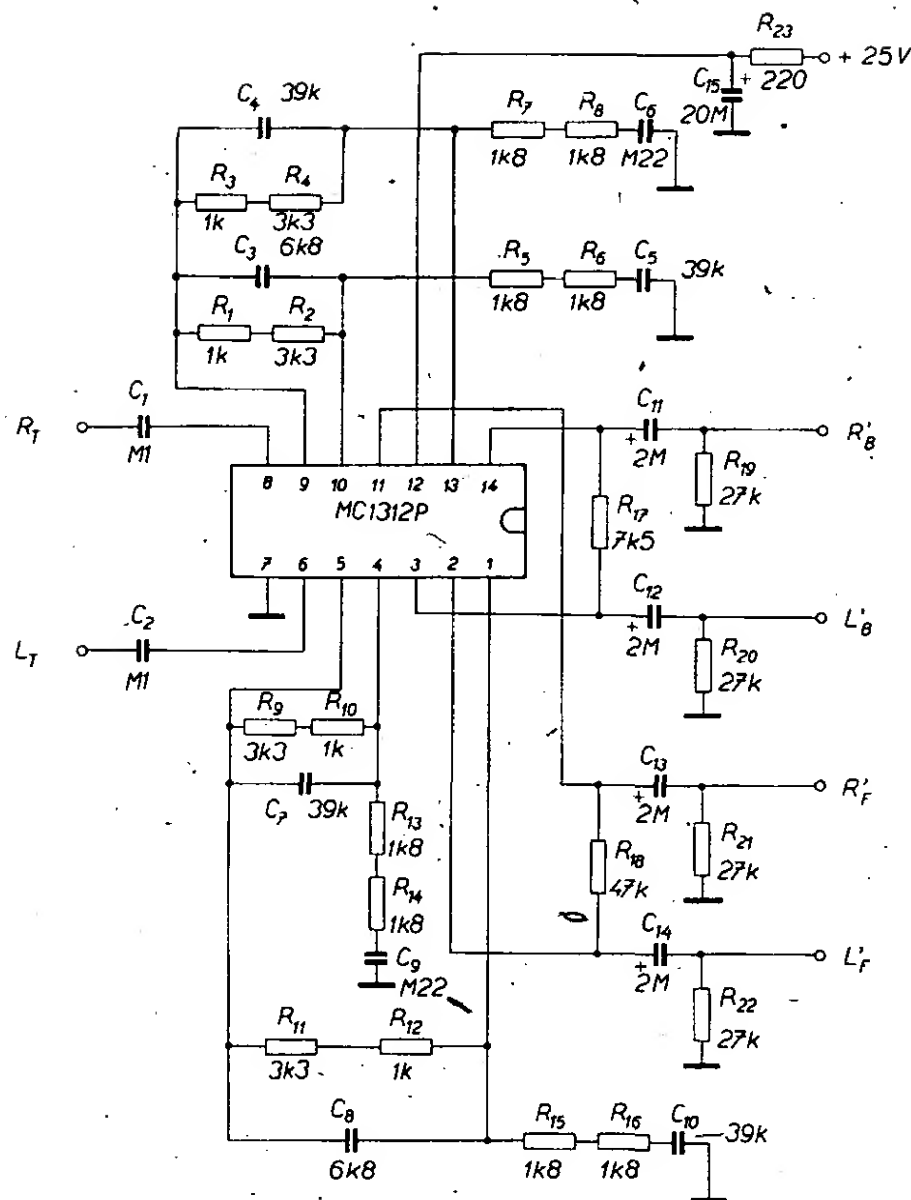 R23
+ 25V
220
C15
+
20M
C4
39k
R7
R8
C6
1k8
1k8
M22
R3
R4
1k
3k3
C3
6k8
R5
R6
C5
39k
1k8
1k8
R1
R2
1k
3k3
RT
C1
M1
C11
R'B
+
2M
R19
27k
8 9 10 11 12 13 14
MC1312P
R17
7k5
7 6 5 4 3 2 1
C12
L'B
+
2M
R20
27k
C2
LT
M1
R9
R10
3k3
1k
C7
39k
C13
R'F
+
2M
R13
1k8
R21
27k
R18
47k
R14
1k8
C14
L'F
+
2M
C9
M22
R22
27k
R11
R12
3k3
1k
C8
6k8
R15
R16
C10
39k
1k8
1k8